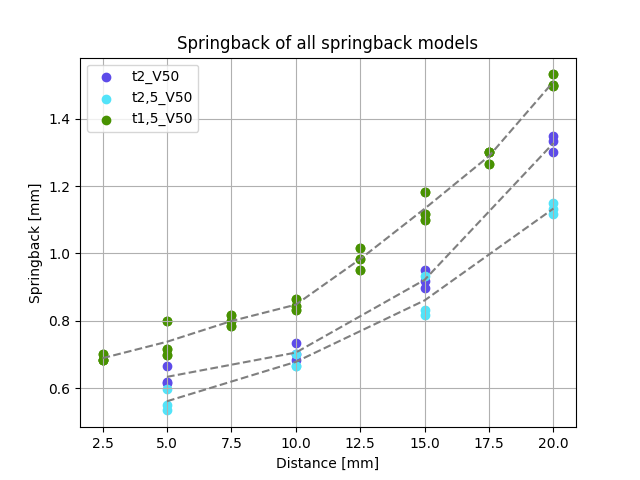 Springback of all springback models
t2_V50
t2,5_V50
t1,5_V50
1.4
1.2
1.0
0.8
0.6
Springback [mm]
2.5 5.0 7.5 10.0 12.5 15.0 17.5 20.0
Distance [mm]